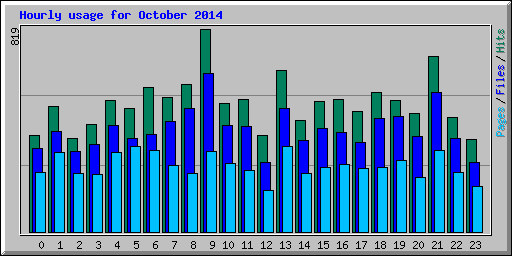 Hourly usage for October 2014
819
Pages / Files / Hits
0 1 2 3 4 5 6 7 8 9 10 11 12 13 14 15 16 17 18 19 20 21 22 23